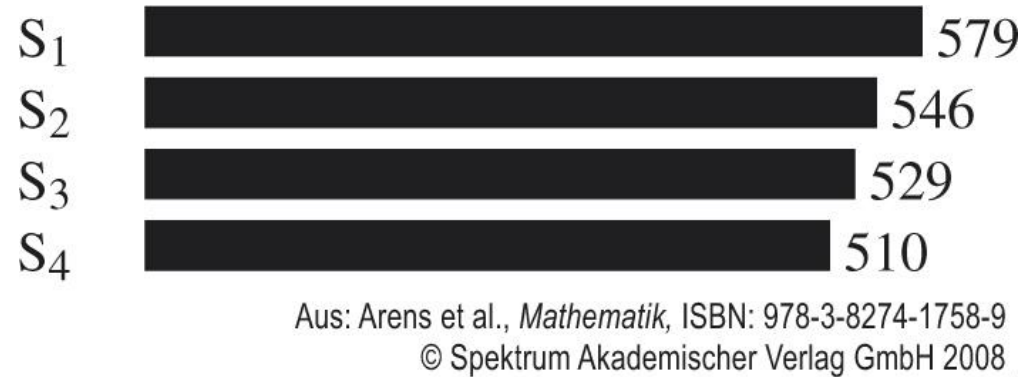 S₁ 579
S₂ 546
S₃ 529
S₄ 510
Aus: Arens et al., Mathematik, ISBN: 978-3-8274-1758-9
© Spektrum Akademischer Verlag GmbH 2008